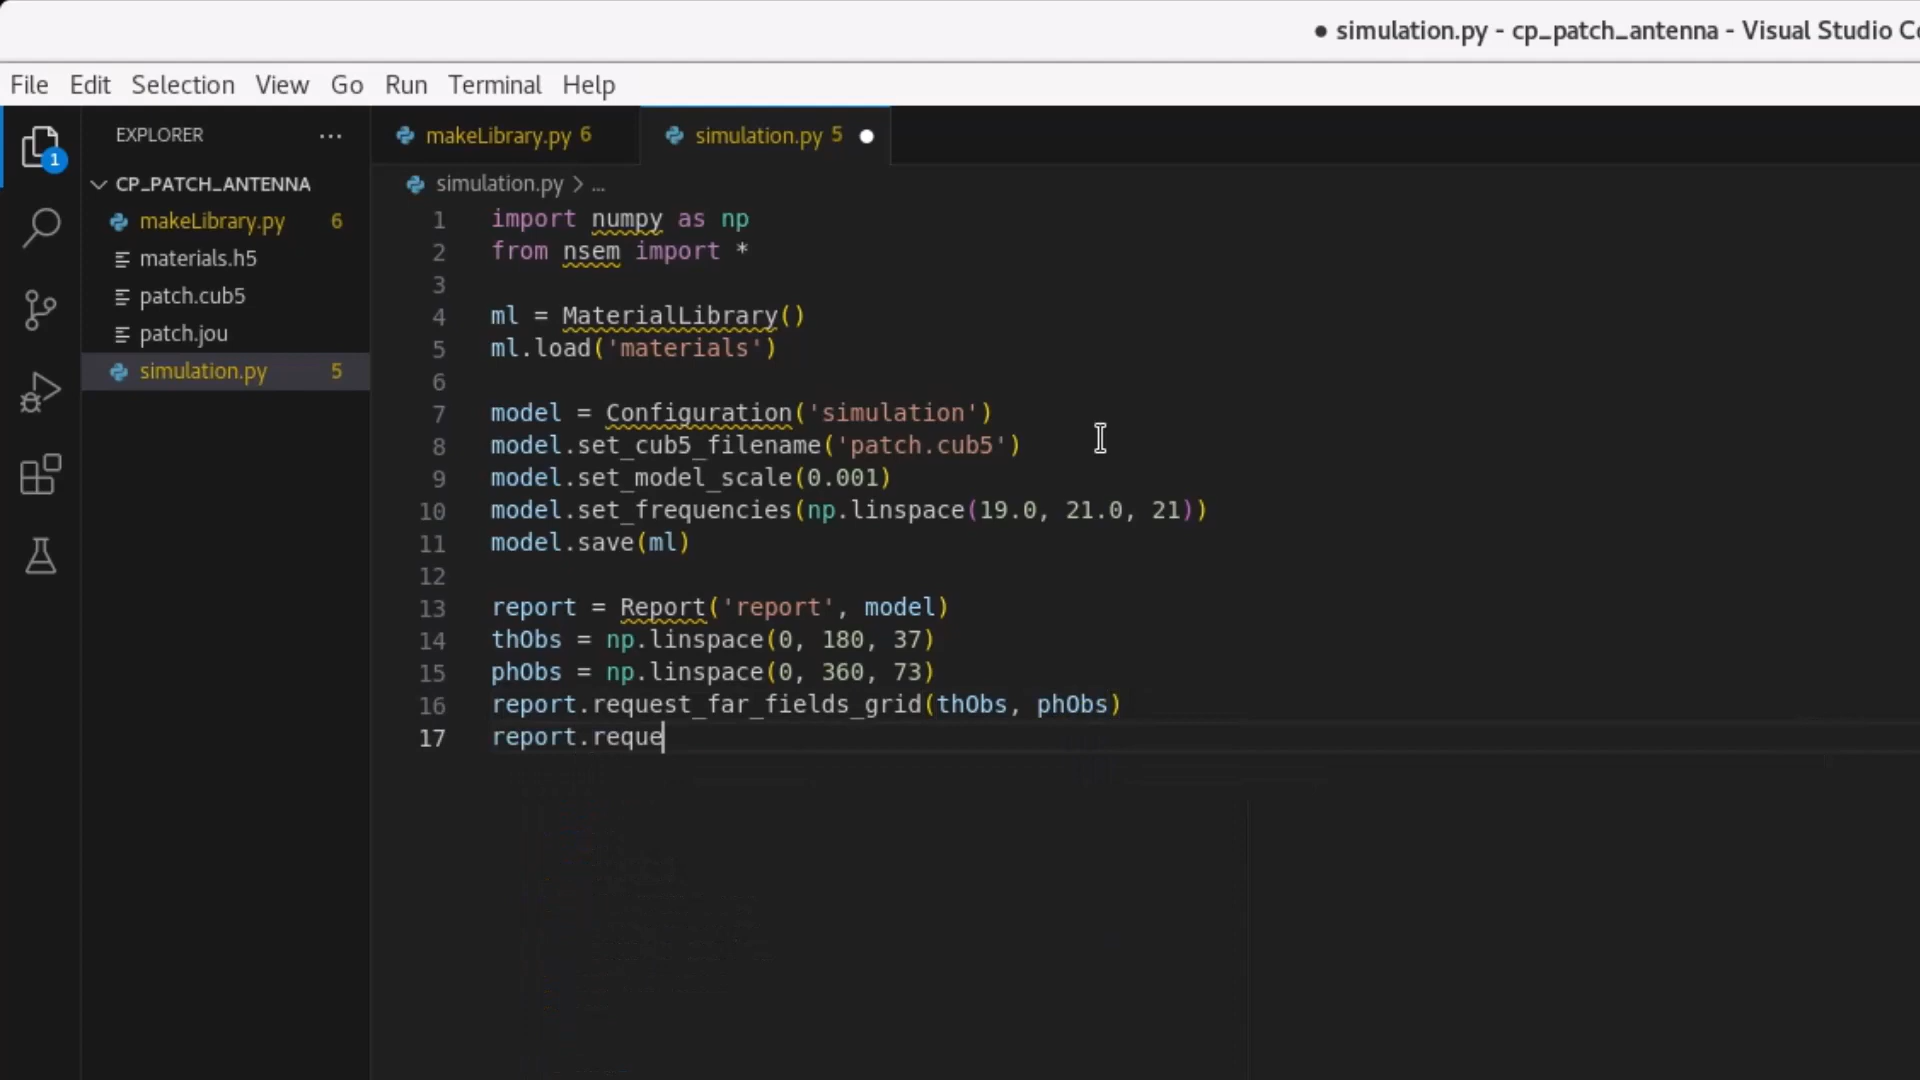 ● simulation.py - cp_patch_antenna - Visual Studio
File Edit Selection View Go Run Terminal Help
EXPLORER ...
makeLibrary.py 6
simulation.py 5 ●
1
CP_PATCH_ANTENNA
makeLibrary.py 6
materials.h5
patch.cub5
patch.jou
simulation.py 5
simulation.py > ...
1 import numpy as np
2 from nsem import *
3
4 ml = MaterialLibrary()
5 ml.load('materials')
6
7 model = Configuration('simulation')
8 model.set_cub5_filename('patch.cub5')
9 model.set_model_scale(0.001)
10 model.set_frequencies(np.linspace(19.0, 21.0, 21))
11 model.save(ml)
12
13 report = Report('report', model)
14 thObs = np.linspace(0, 180, 37)
15 phObs = np.linspace(0, 360, 73)
16 report.request_far_fields_grid(thObs, phObs)
17 report.reque